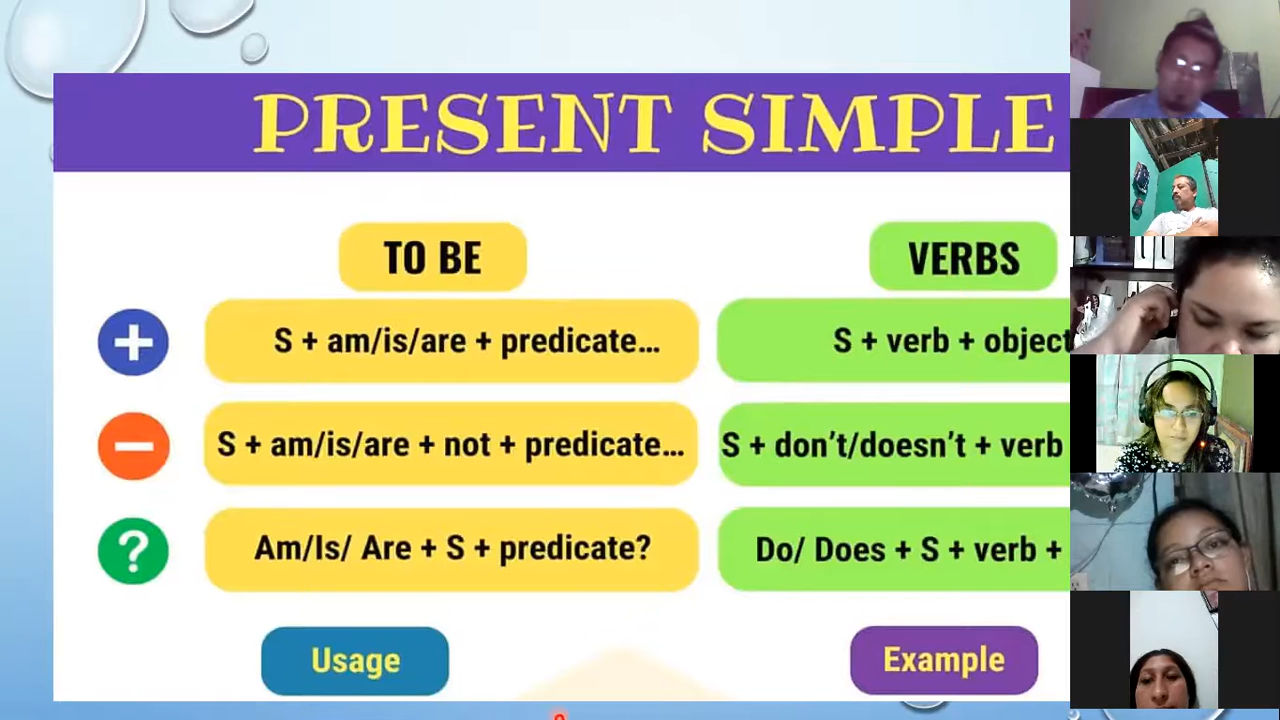 PRESENT SIMPLE
TO BE
VERBS
S + am/is/are + predicate...
S + verb + object
S + am/is/are + not + predicate...
S + don't/doesn't + verb
Am/Is/ Are + S + predicate?
Do/ Does + S + verb +
Usage
Example